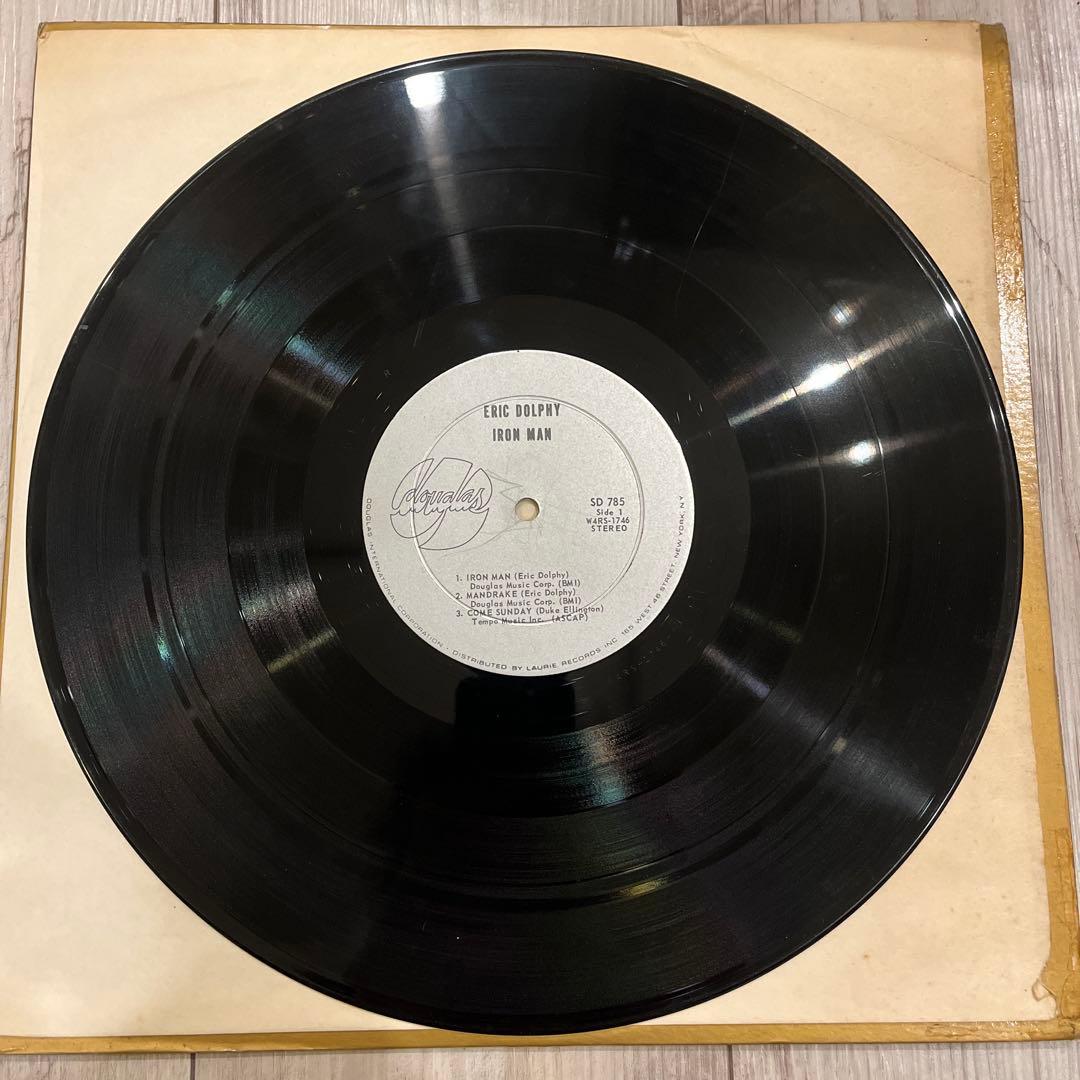 ERIC DOLPHY
IRON MAN
douglas
SD 785
Side 1
W4RS-1746
STEREO
1. IRON MAN (Eric Dolphy)
Douglas Music Corp. (BMI)
2. MANDRAKE (Eric Dolphy)
Douglas Music Corp. (BMI)
3. COME SUNDAY (Duke Ellington)
Tempo Music Inc. (ASCAP)
DOUGLAS INTERNATIONAL CORPORATION. DISTRIBUTED BY LAURIE RECORDS INC. 165 WEST 46 STREET, NEW YORK, N.Y.